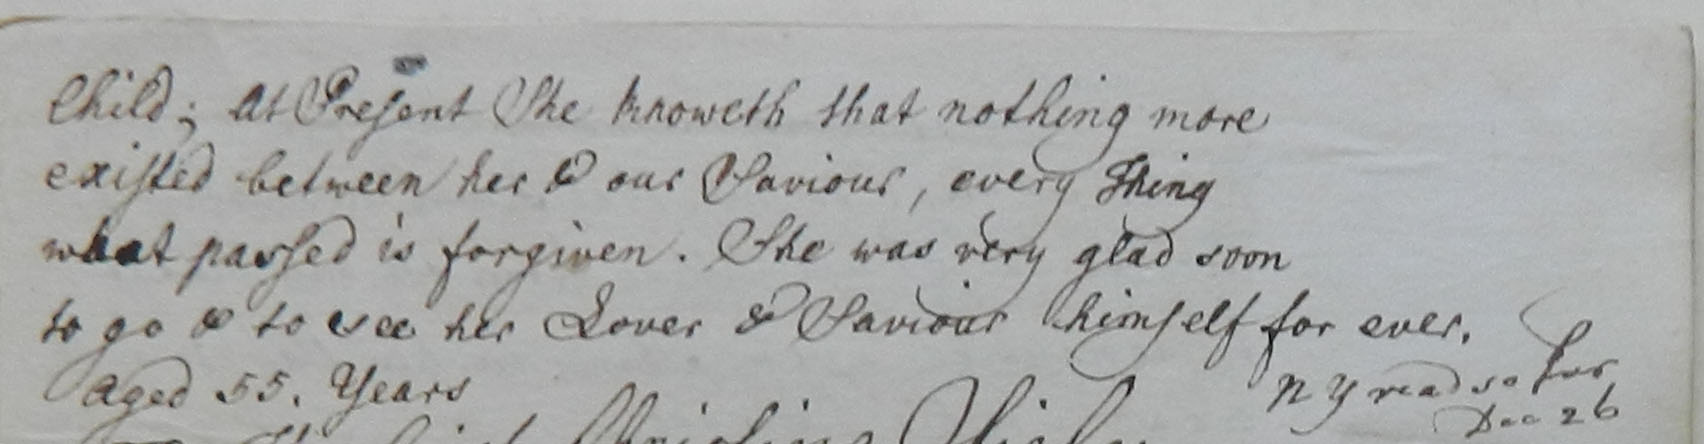 Child; At Present She knoweth that nothing more
existed between her & our Saviour, every Thing
what passed is forgiven. She was very glad soon
to go & to see her Lover & Saviour himself for ever.
aged 55. Years
N Y read so far
Dec 26